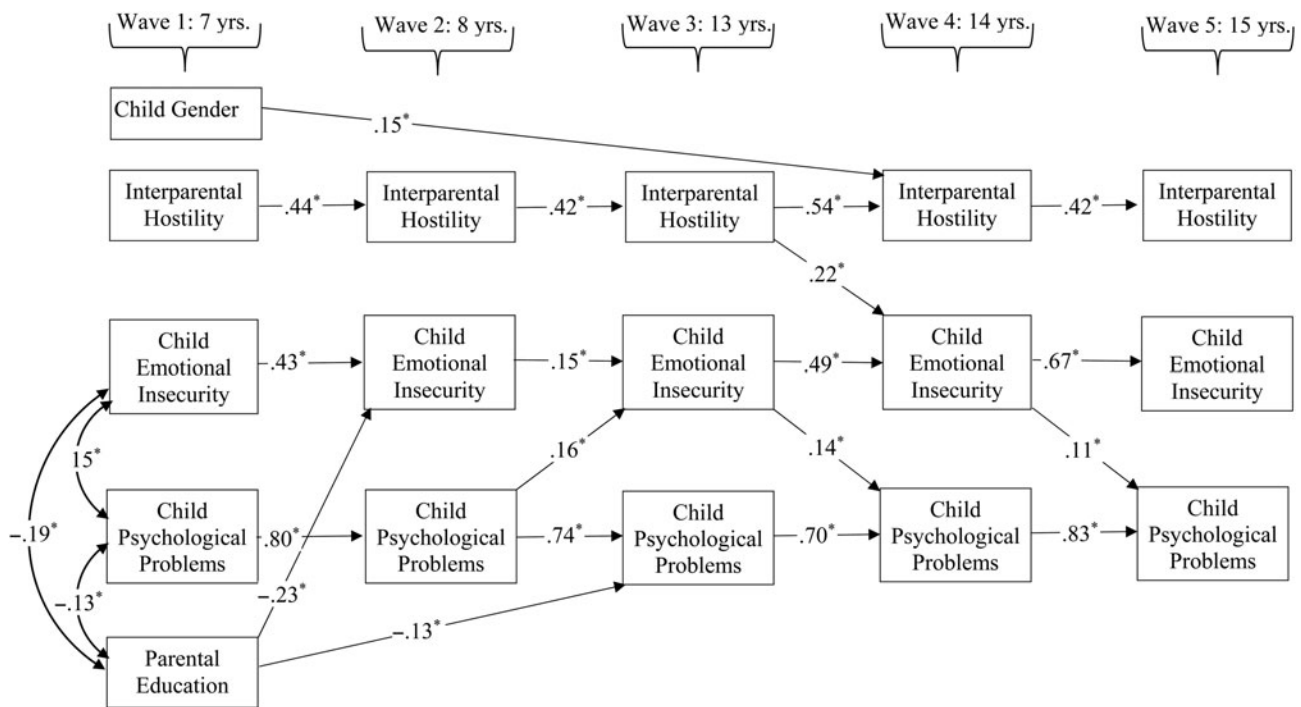 Wave 1: 7 yrs.
Wave 2: 8 yrs.
Wave 3: 13 yrs.
Wave 4: 14 yrs.
Wave 5: 15 yrs.
Child Gender
.15*
Interparental
Hostility
.44*
Interparental
Hostility
.42*
Interparental
Hostility
.54*
Interparental
Hostility
.42*
Interparental
Hostility
.22*
Child
Emotional
Insecurity
.43*
Child
Emotional
Insecurity
.15*
Child
Emotional
Insecurity
.49*
Child
Emotional
Insecurity
.67*
Child
Emotional
Insecurity
15*
.16*
.14*
.11*
−.19*
Child
Psychological
Problems
.80*
Child
Psychological
Problems
.74*
Child
Psychological
Problems
.70*
Child
Psychological
Problems
.83*
Child
Psychological
Problems
−.13*
−.23*
−.13*
Parental
Education